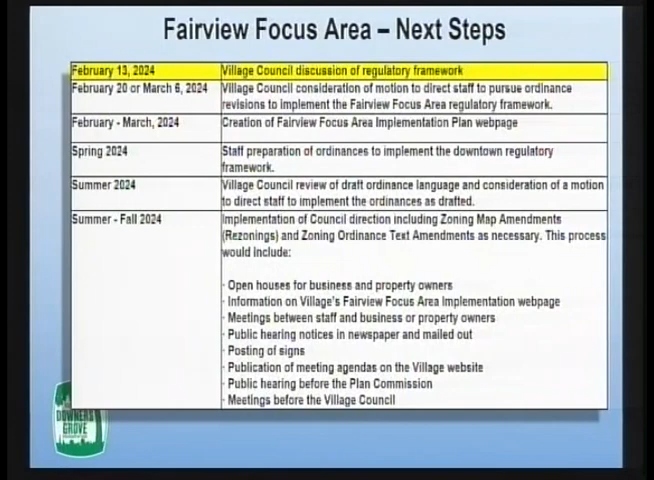 Fairview Focus Area – Next Steps
February 13, 2024 Village Council discussion of regulatory framework
February 20 or March 6, 2024 Village Council consideration of motion to direct staff to pursue ordinance
revisions to implement the Fairview Focus Area regulatory framework.
February - March, 2024 Creation of Fairview Focus Area Implementation Plan webpage
Spring 2024 Staff preparation of ordinances to implement the downtown regulatory
framework.
Summer 2024 Village Council review of draft ordinance language and consideration of a motion
to direct staff to implement the ordinances as drafted.
Summer - Fall 2024 Implementation of Council direction including Zoning Map Amendments
(Rezonings) and Zoning Ordinance Text Amendments as necessary. This process
would include:
· Open houses for business and property owners
· Information on Village's Fairview Focus Area Implementation webpage
· Meetings between staff and business or property owners
· Public hearing notices in newspaper and mailed out
· Posting of signs
· Publication of meeting agendas on the Village website
· Public hearing before the Plan Commission
· Meetings before the Village Council
DOWNERS
GROVE